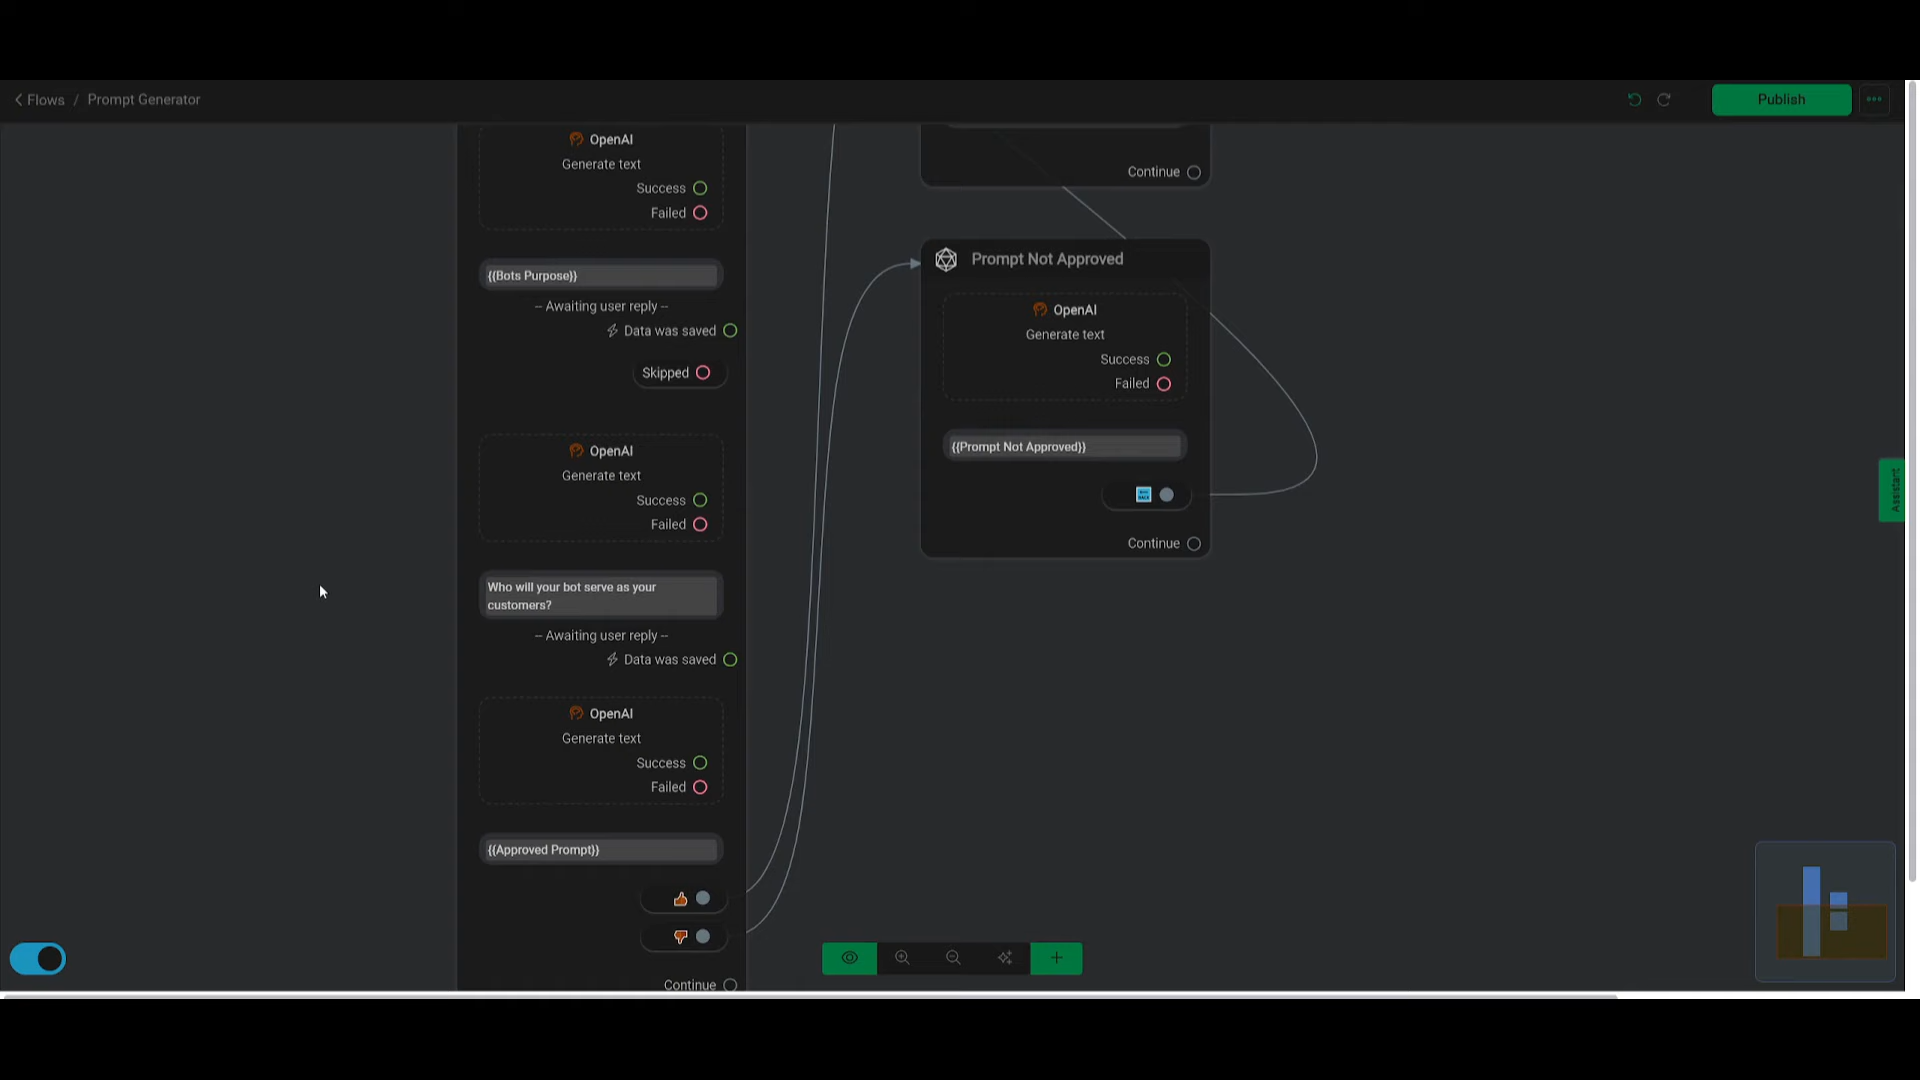 Flows / Prompt Generator
Publish
OpenAI
Generate text
Success
Failed
{{Bots Purpose}}
-- Awaiting user reply --
Data was saved
Skipped
OpenAI
Generate text
Success
Failed
Who will your bot serve as your
customers?
-- Awaiting user reply --
Data was saved
OpenAI
Generate text
Success
Failed
{{Approved Prompt}}
Continue
Continue
Prompt Not Approved
OpenAI
Generate text
Success
Failed
{{Prompt Not Approved}}
BACK
Continue
Assistant